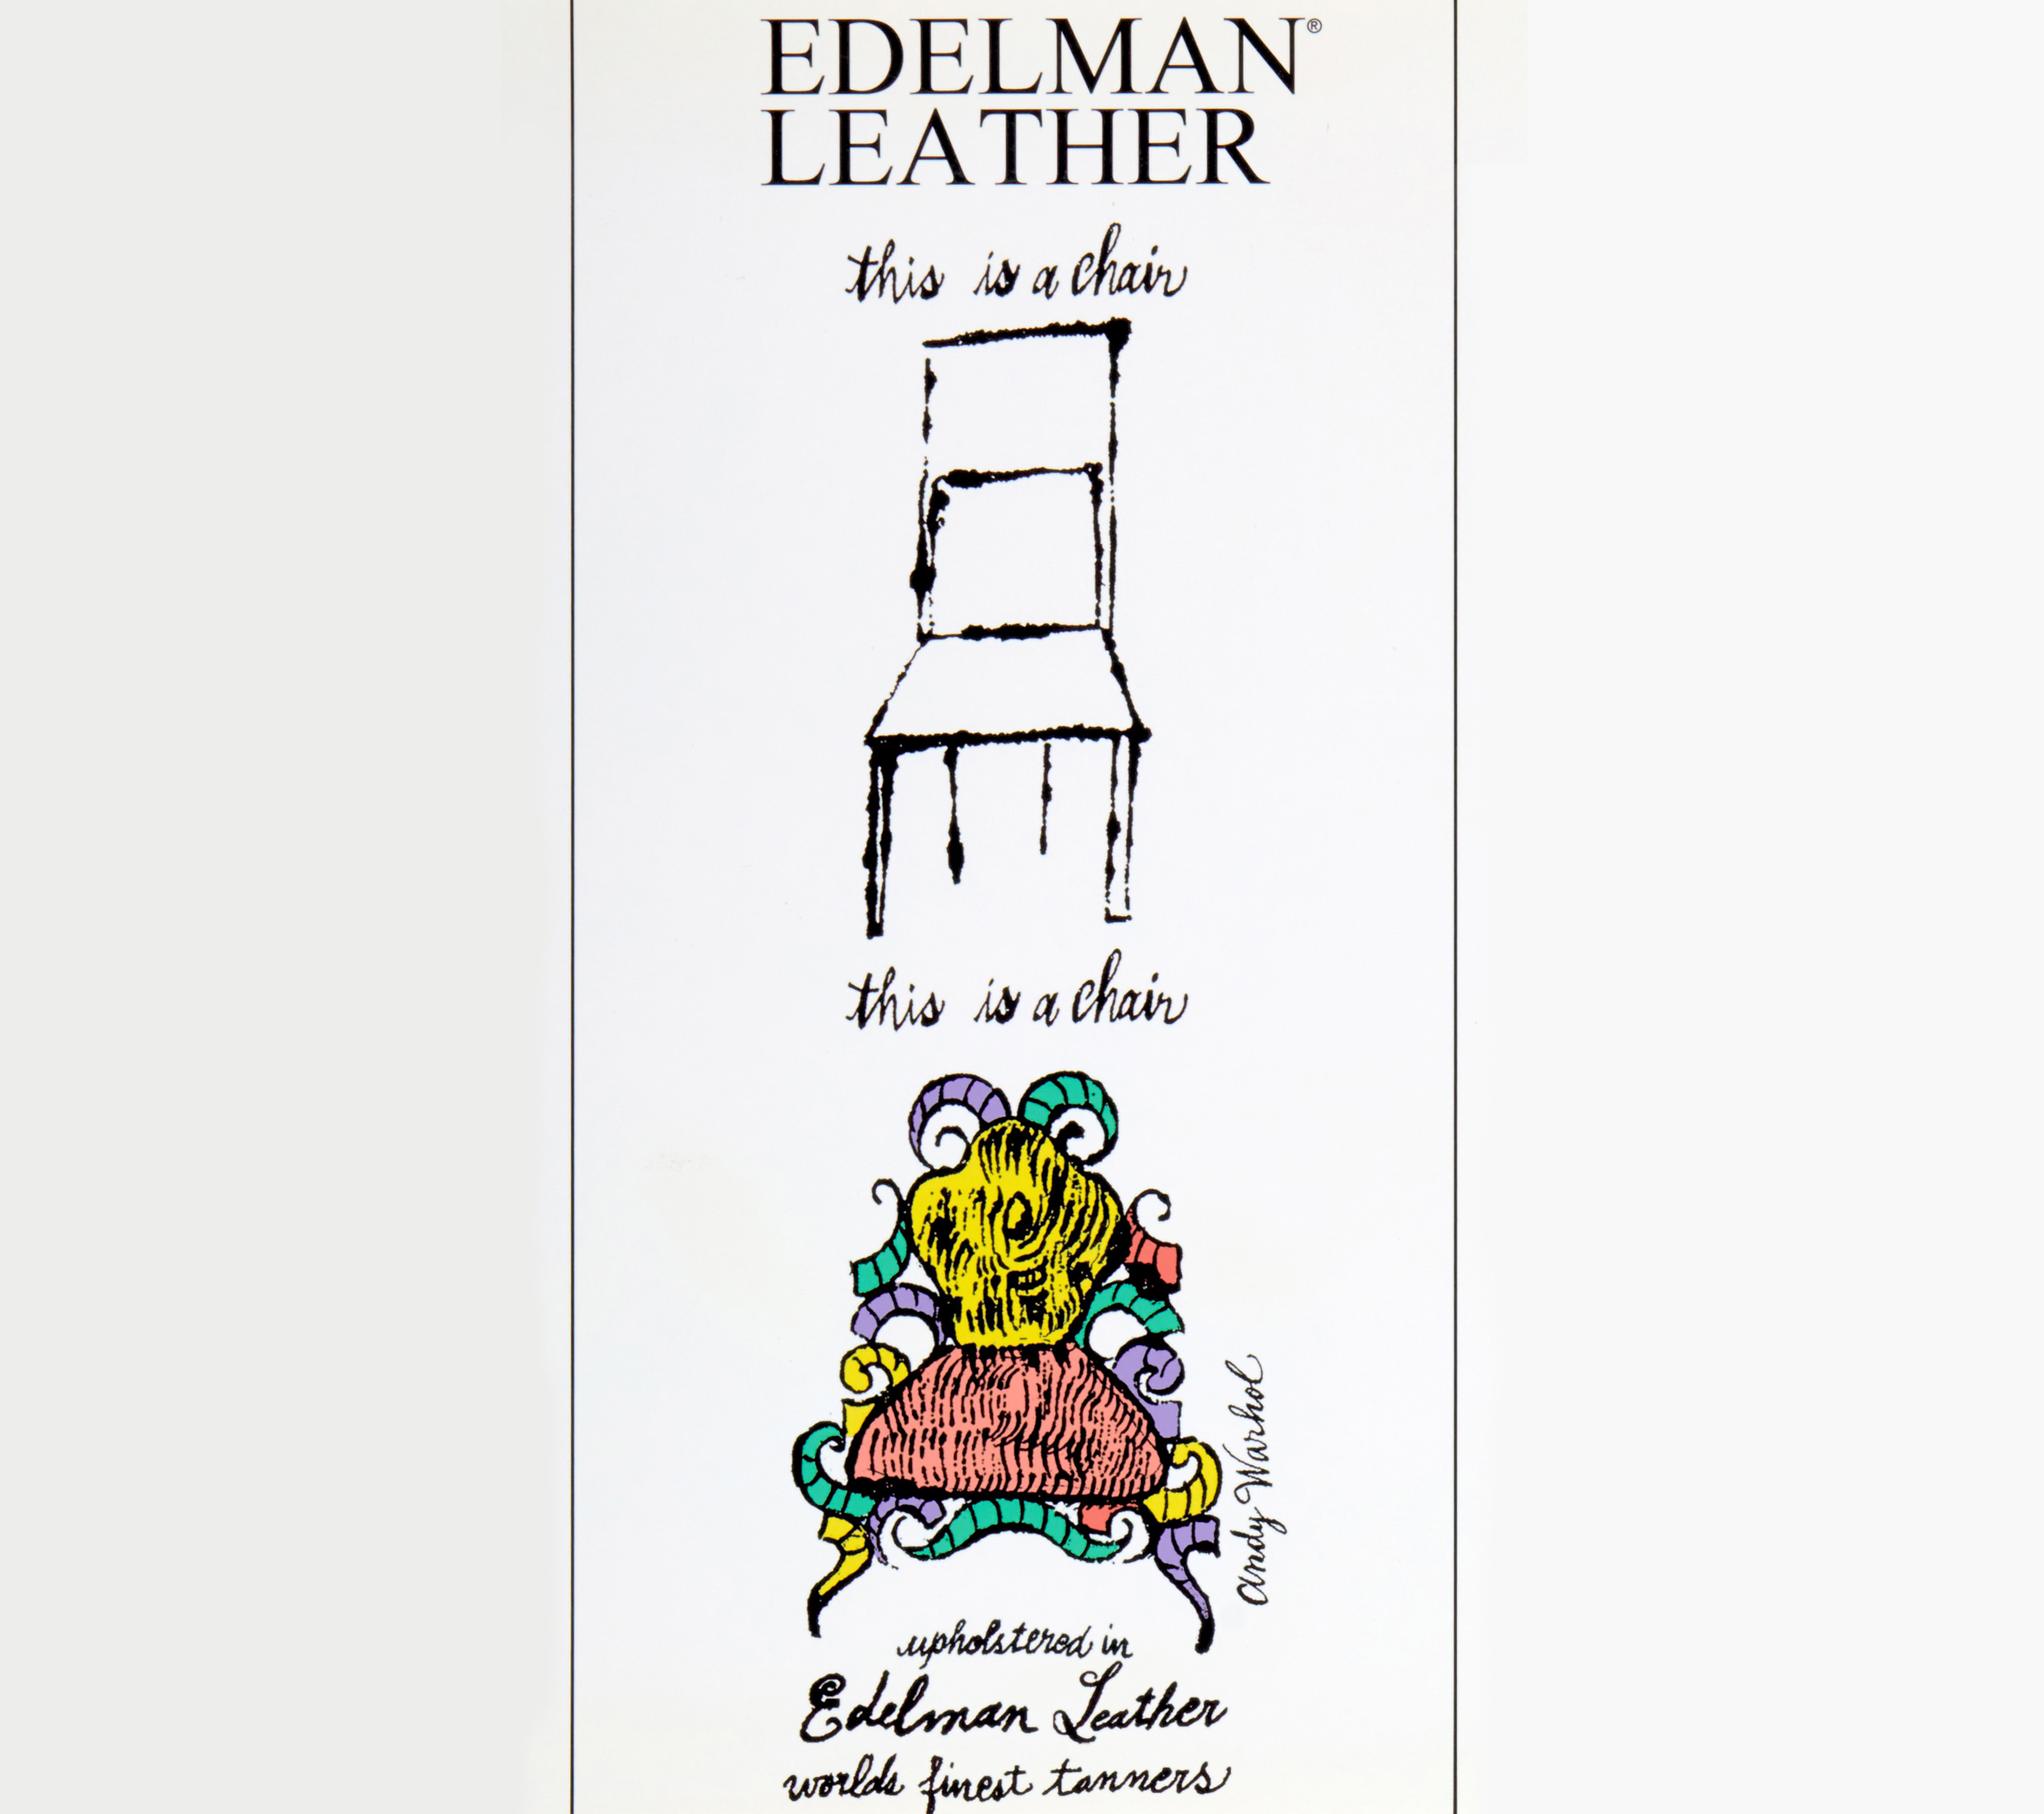 EDELMAN®
LEATHER
this is a chair
this is a chair
Andy Warhol
upholstered in
Edelman Leather
worlds finest tanners